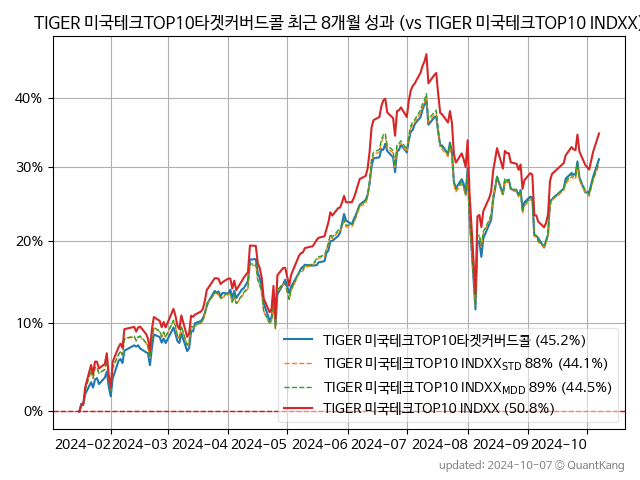 TIGER 미국테크TOP10타겟커버드콜 최근 8개월 성과 (vs TIGER 미국테크TOP10 INDXX)
40%
30%
20%
10%
0%
TIGER 미국테크TOP10타겟커버드콜 (45.2%)
TIGER 미국테크TOP10 INDXXSTD 88% (44.1%)
TIGER 미국테크TOP10 INDXXMDD 89% (44.5%)
TIGER 미국테크TOP10 INDXX (50.8%)
2024-02 2024-03 2024-04 2024-05 2024-06 2024-07 2024-08 2024-09 2024-10
updated: 2024-10-07 © QuantKang